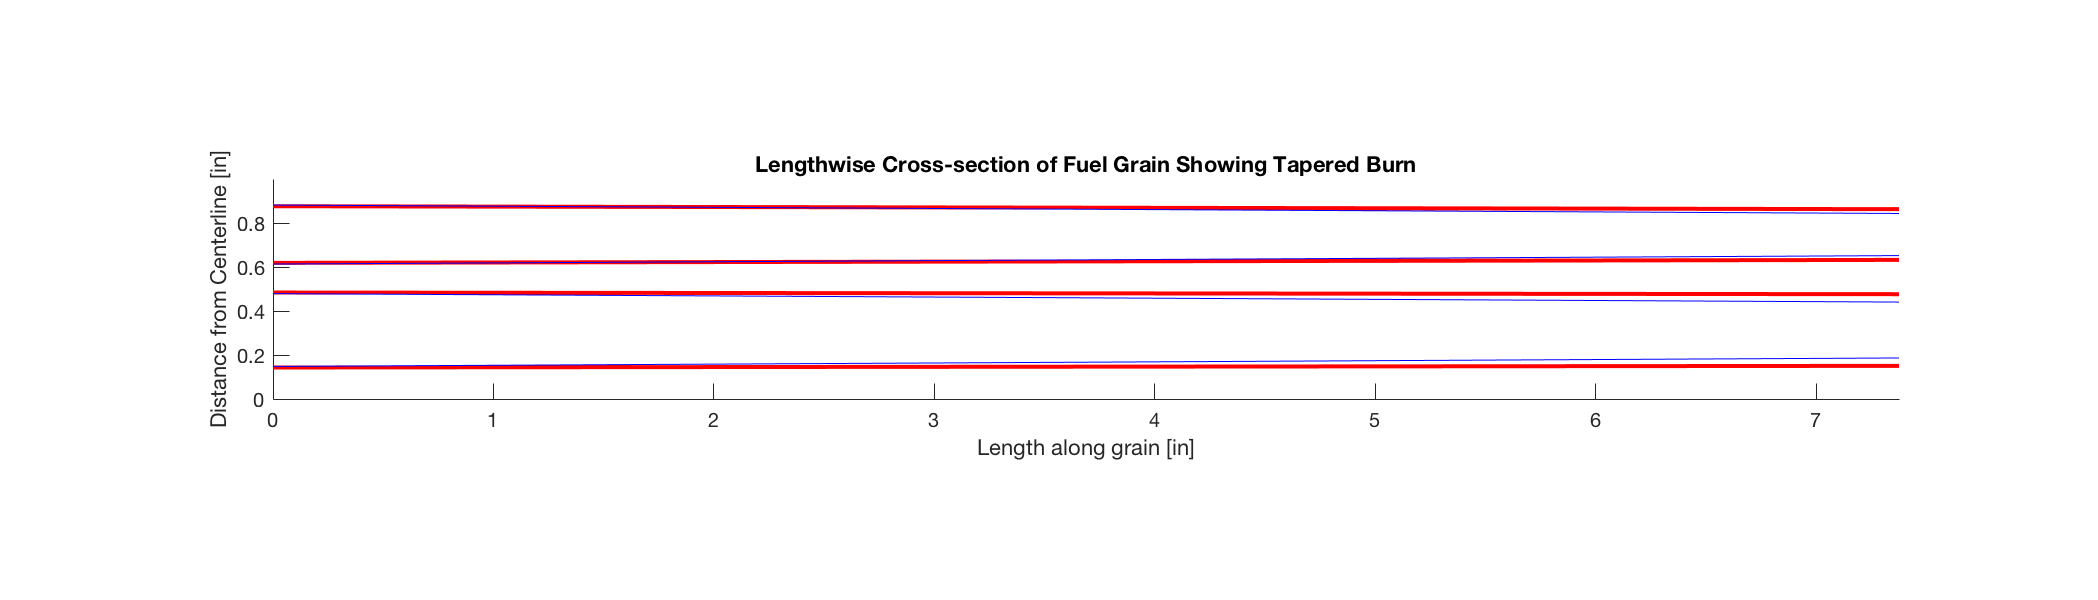 Lengthwise Cross-section of Fuel Grain Showing Tapered Burn
Distance from Centerline [in]
0.8
0.6
0.4
0.2
0
0 1 2 3 4 5 6 7
Length along grain [in]